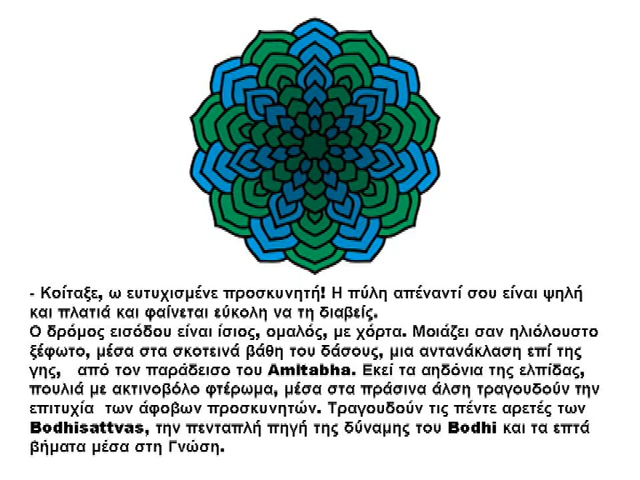 - Κοίταξε, ω ευτυχισμένε προσκυνητή! Η πύλη απέναντί σου είναι ψηλή
και πλατιά και φαίνεται εύκολη να τη διαβείς.
Ο δρόμος εισόδου είναι ίσιος, ομαλός, με χόρτα. Μοιάζει σαν ηλιόλουστο
ξέφωτο, μέσα στα σκοτεινά βάθη του δάσους, μια αντανάκλαση επί της
γης, από τον παράδεισο του Amitabha. Εκεί τα αηδόνια της ελπίδας,
πουλιά με ακτινοβόλο φτέρωμα, μέσα στα πράσινα άλση τραγουδούν την
επιτυχία των άφοβων προσκυνητών. Τραγουδούν τις πέντε αρετές των
Bodhisattvas, την πενταπλή πηγή της δύναμης του Bodhi και τα επτά
βήματα μέσα στη Γνώση.